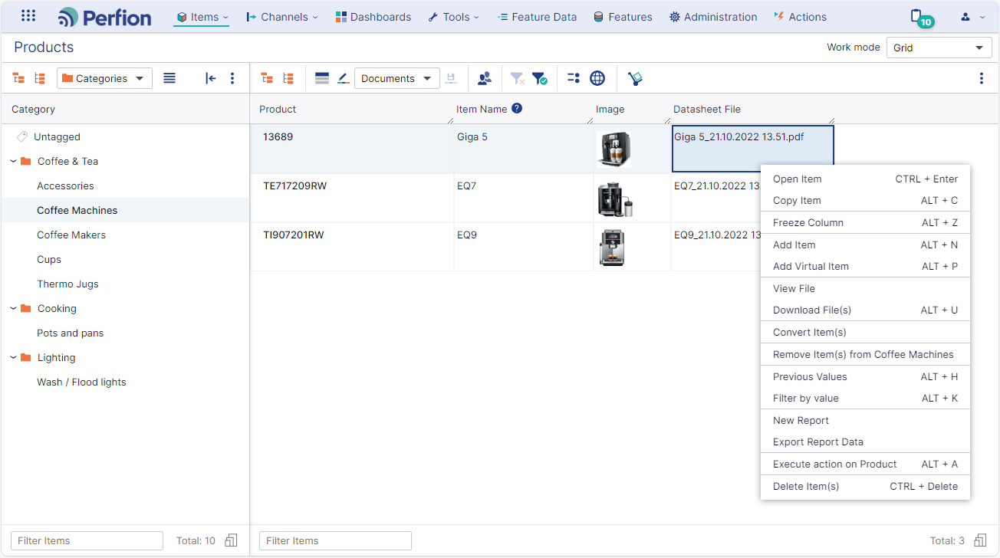 Perfion Items Channels Dashboards Tools Feature Data Features Administration Actions 10
Products
Work mode Grid
Categories Documents
Category
Product Item Name ? Image Datasheet File
Untagged
Coffee & Tea
Accessories
Coffee Machines
Coffee Makers
Cups
Thermo Jugs
Cooking
Pots and pans
Lighting
Wash / Flood lights
13689 Giga 5 Giga 5_21.10.2022 13.51.pdf
TE717209RW EQ7 EQ7_21.10.2022 13
TI907201RW EQ9 EQ9_21.10.2022 13
Open Item CTRL + Enter
Copy Item ALT + C
Freeze Column ALT + Z
Add Item ALT + N
Add Virtual Item ALT + P
View File
Download File(s) ALT + U
Convert Item(s)
Remove Item(s) from Coffee Machines
Previous Values ALT + H
Filter by value ALT + K
New Report
Export Report Data
Execute action on Product ALT + A
Delete Item(s) CTRL + Delete
Filter Items Total: 10 Filter Items Total: 3